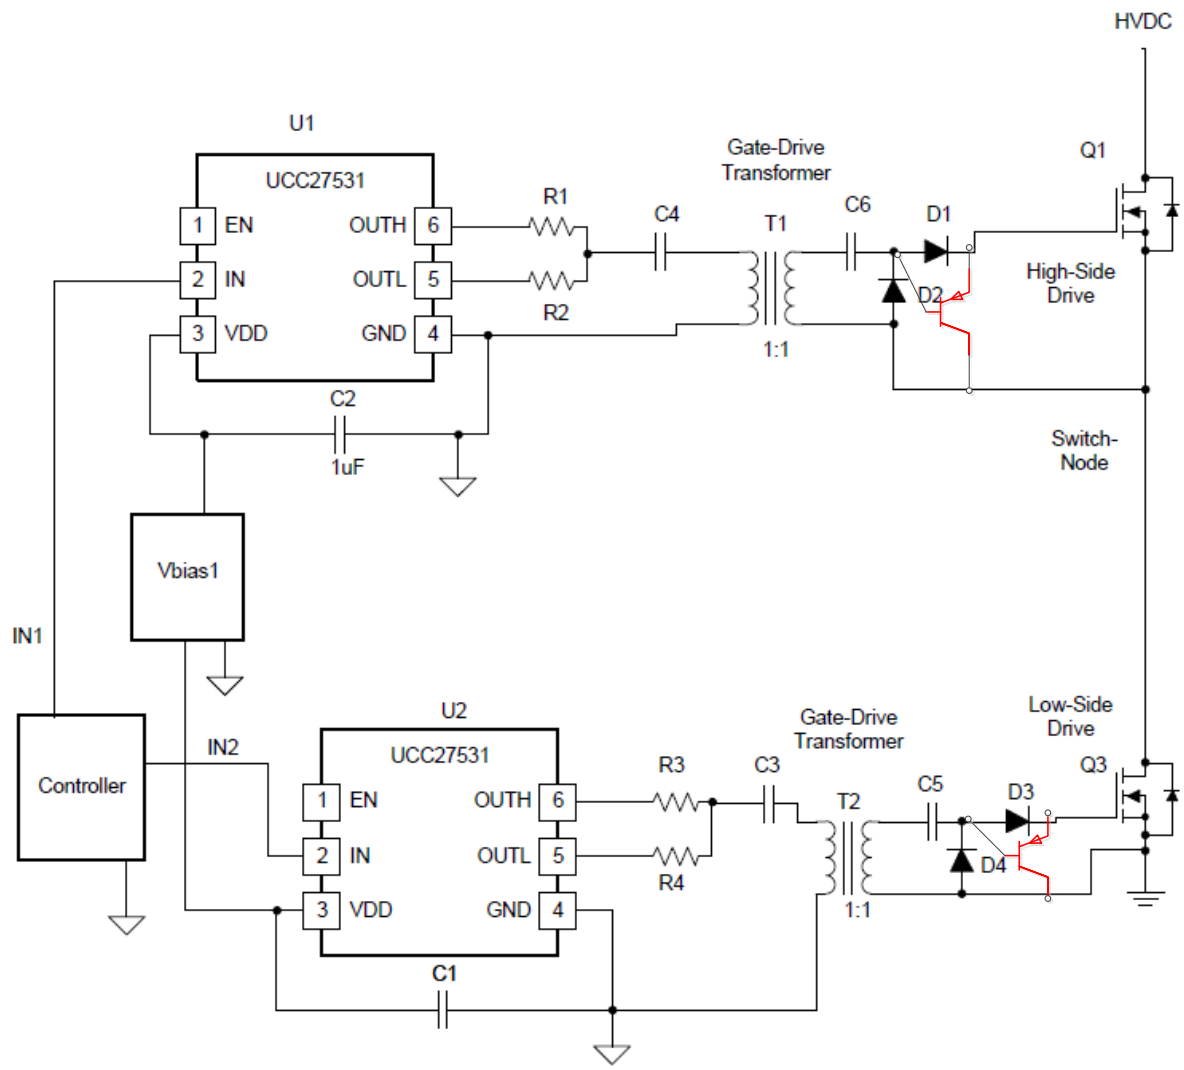 HVDC
U1
UCC27531
1 EN OUTH 6
2 IN OUTL 5
3 VDD GND 4
R1
R2
C4
Gate-Drive
Transformer
T1
1:1
C6
D1
D2
Q1
High-Side
Drive
C2
1uF
Switch-
Node
Vbias1
IN1
Controller
IN2
U2
UCC27531
1 EN OUTH 6
2 IN OUTL 5
3 VDD GND 4
R3
R4
C3
Gate-Drive
Transformer
T2
1:1
C5
D3
D4
Low-Side
Drive
Q3
C1